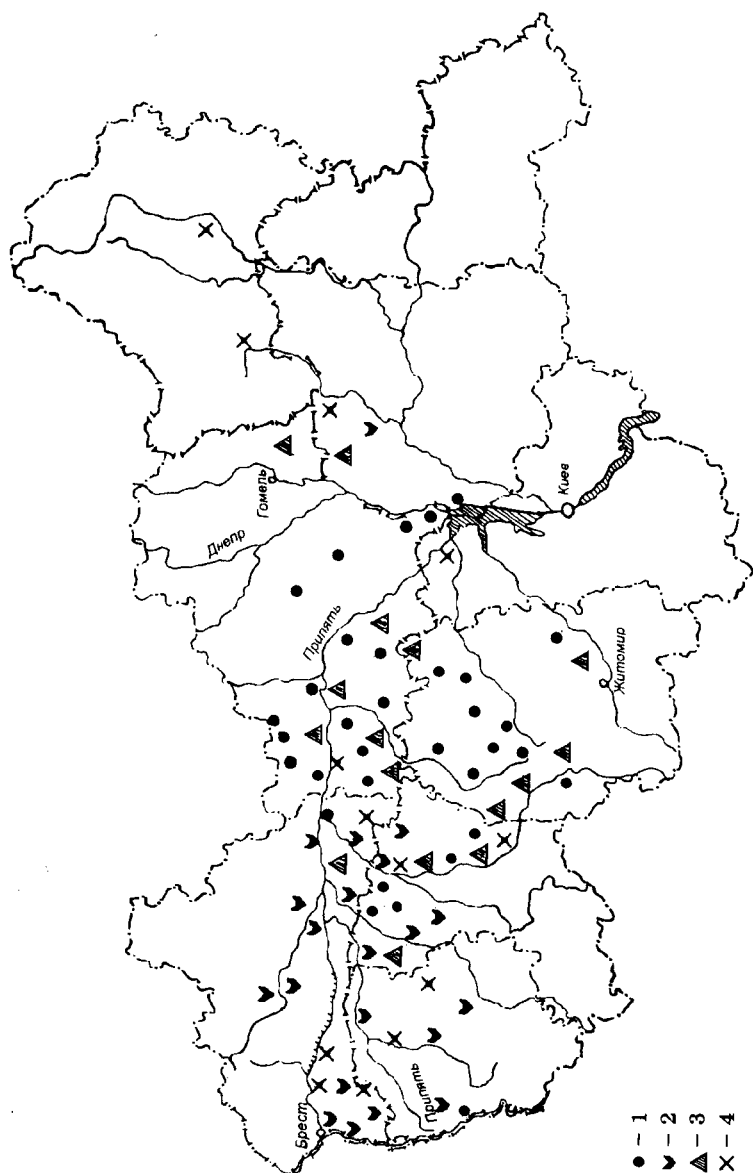 Гомель
Днепр
Припять
Киев
Житомир
Брест
Припять
- 1
- 2
- 3
- 4